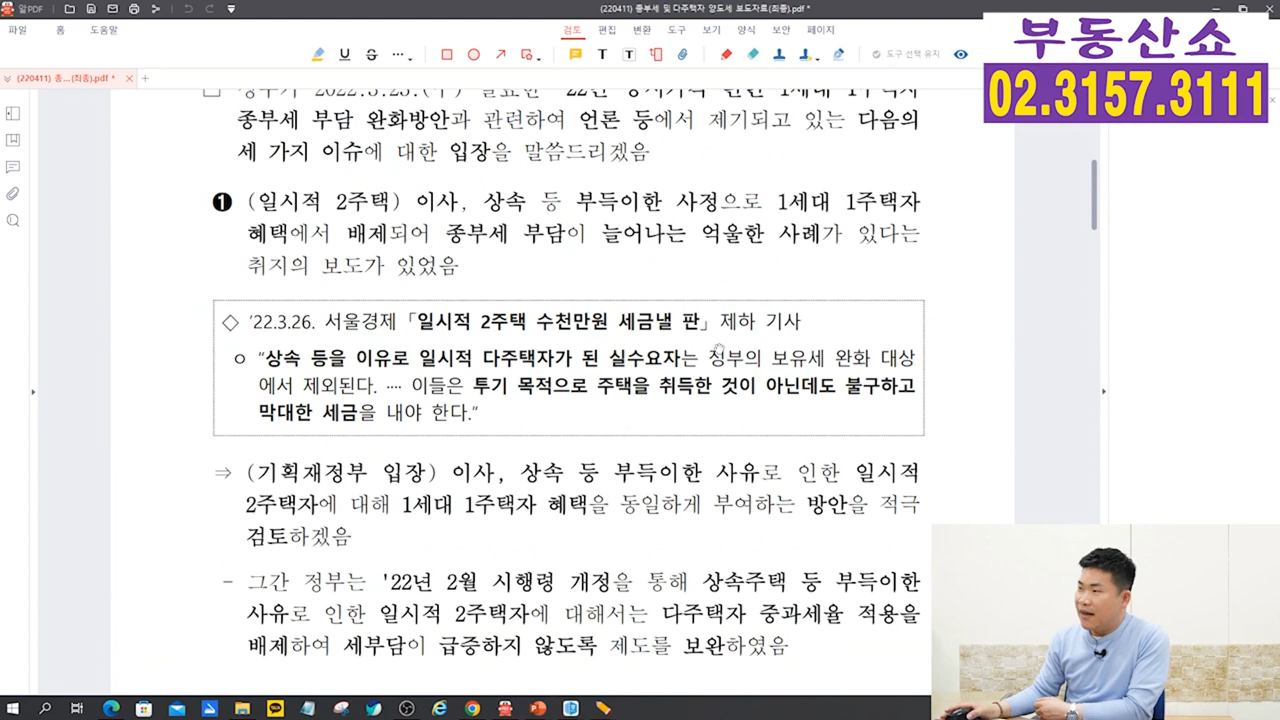 알PDF
(220411) 종부세 및 다주택자 양도세 보도자료(최종).pdf *
파일 홈 도움말 검토 편집 변환 도구 보기 양식 보안 페이지
도구 선택 유지
(220411) 종...(최종).pdf *
부동산쇼
02.3157.3111
종부세 부담 완화방안과 관련하여 언론 등에서 제기되고 있는 다음의
세 가지 이슈에 대한 입장을 말씀드리겠음
❶ (일시적 2주택) 이사, 상속 등 부득이한 사정으로 1세대 1주택자
혜택에서 배제되어 종부세 부담이 늘어나는 억울한 사례가 있다는
취지의 보도가 있었음
◇ '22.3.26. 서울경제 「일시적 2주택 수천만원 세금낼 판」 제하 기사
ㅇ "상속 등을 이유로 일시적 다주택자가 된 실수요자는 정부의 보유세 완화 대상
에서 제외된다. ···· 이들은 투기 목적으로 주택을 취득한 것이 아닌데도 불구하고
막대한 세금을 내야 한다."
⇒ (기획재정부 입장) 이사, 상속 등 부득이한 사유로 인한 일시적
2주택자에 대해 1세대 1주택자 혜택을 동일하게 부여하는 방안을 적극
검토하겠음
- 그간 정부는 '22년 2월 시행령 개정을 통해 상속주택 등 부득이한
사유로 인한 일시적 2주택자에 대해서는 다주택자 중과세율 적용을
배제하여 세부담이 급증하지 않도록 제도를 보완하였음